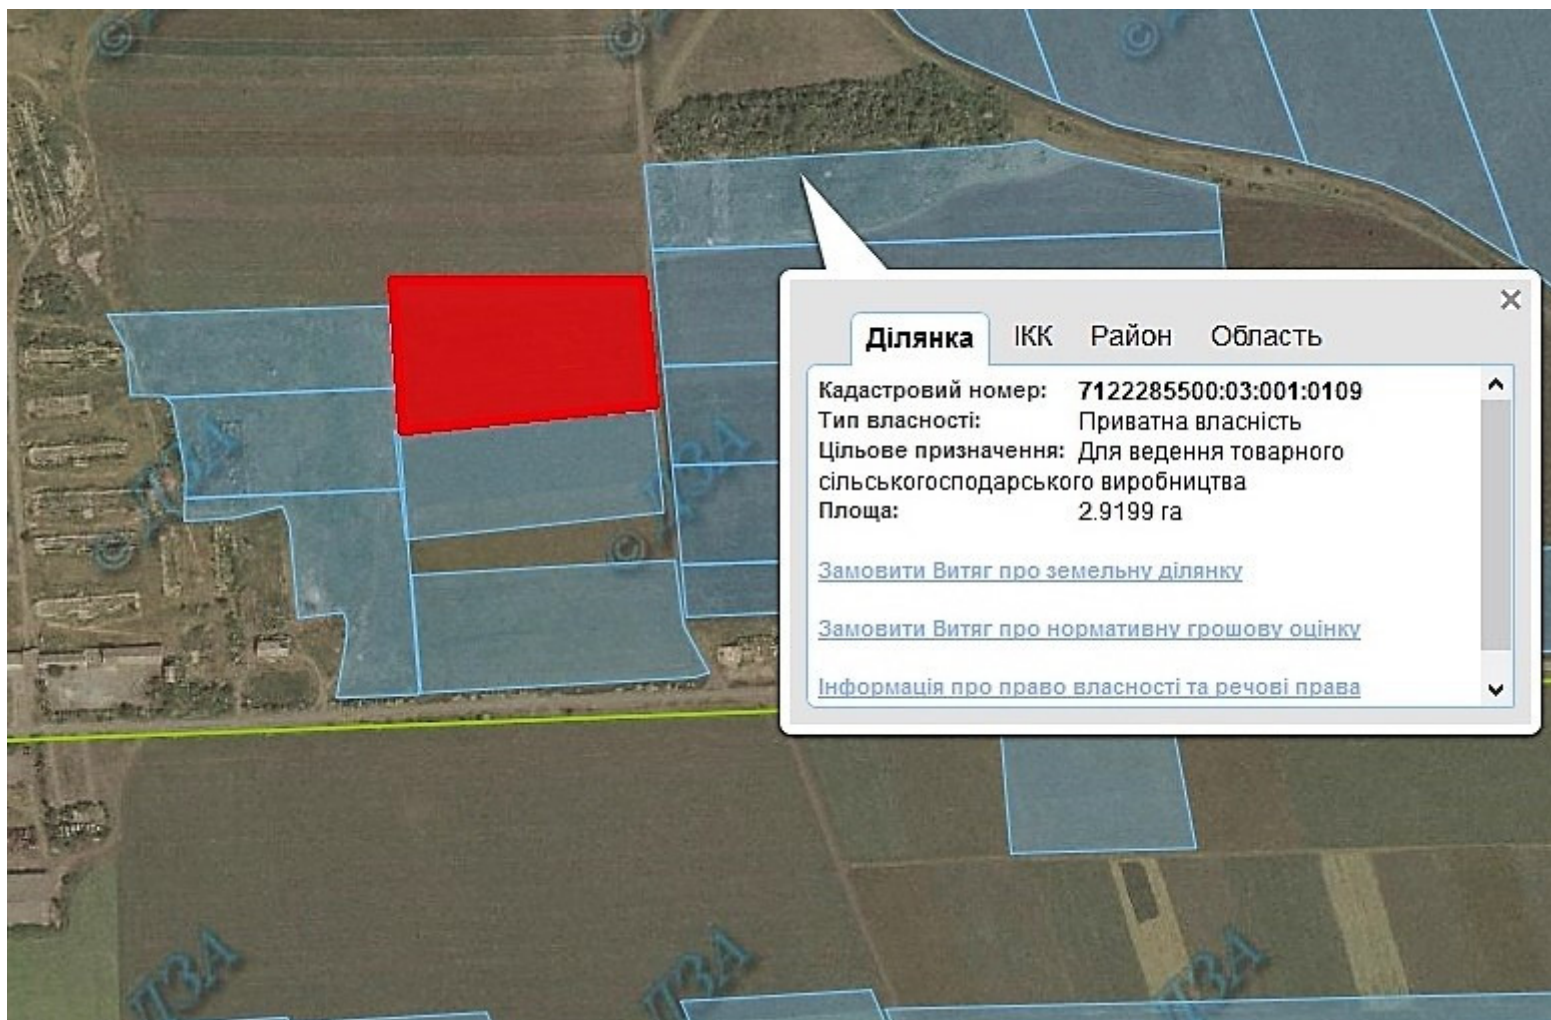 Ділянка ІКК Район Область
Кадастровий номер: 7122285500:03:001:0109
Тип власності: Приватна власність
Цільове призначення: Для ведення товарного
сільськогосподарського виробництва
Площа: 2.9199 га
Замовити Витяг про земельну ділянку
Замовити Витяг про нормативну грошову оцінку
Інформація про право власності та речові права